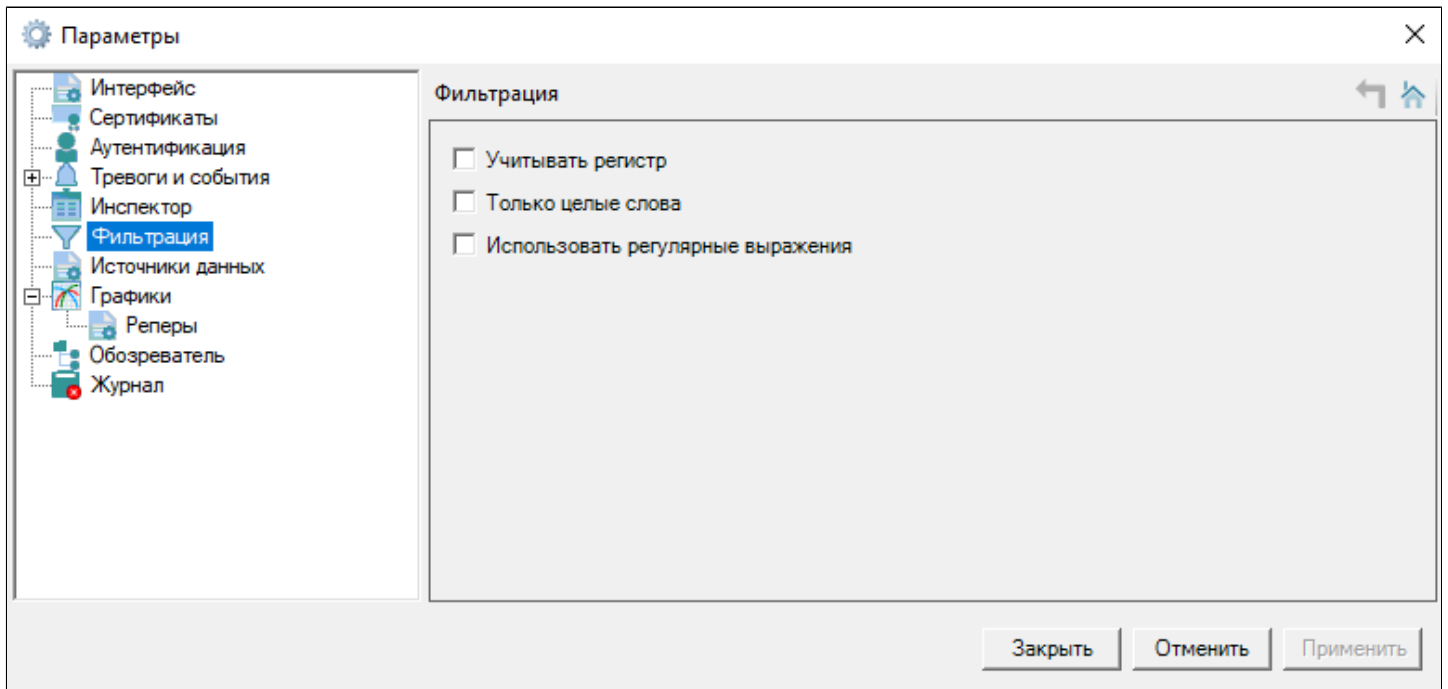 Параметры
Интерфейс
Сертификаты
Аутентификация
Тревоги и события
Инспектор
Фильтрация
Источники данных
Графики
Реперы
Обозреватель
Журнал
Фильтрация
Учитывать регистр
Только целые слова
Использовать регулярные выражения
Закрыть
Отменить
Применить